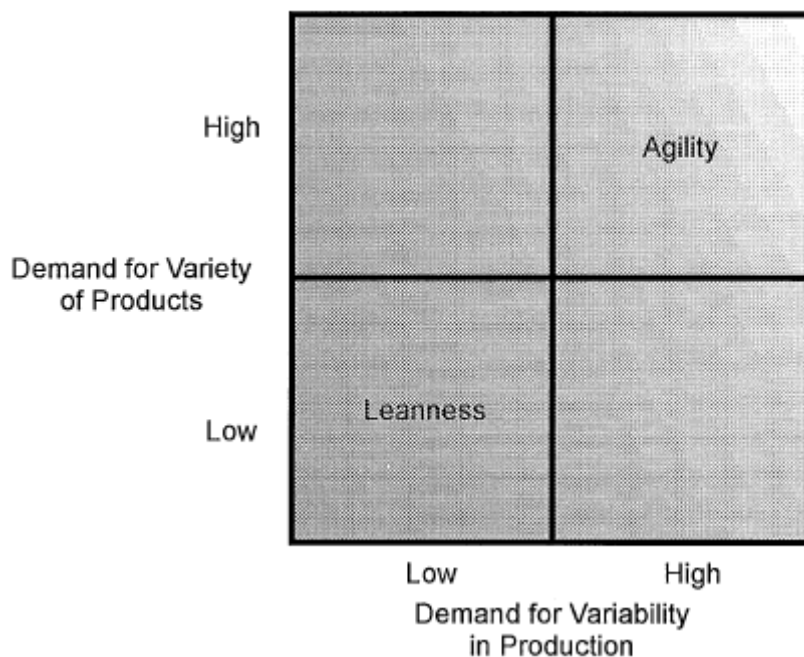 High
Agility
Demand for Variety
of Products
Leanness
Low
Low
High
Demand for Variability
in Production